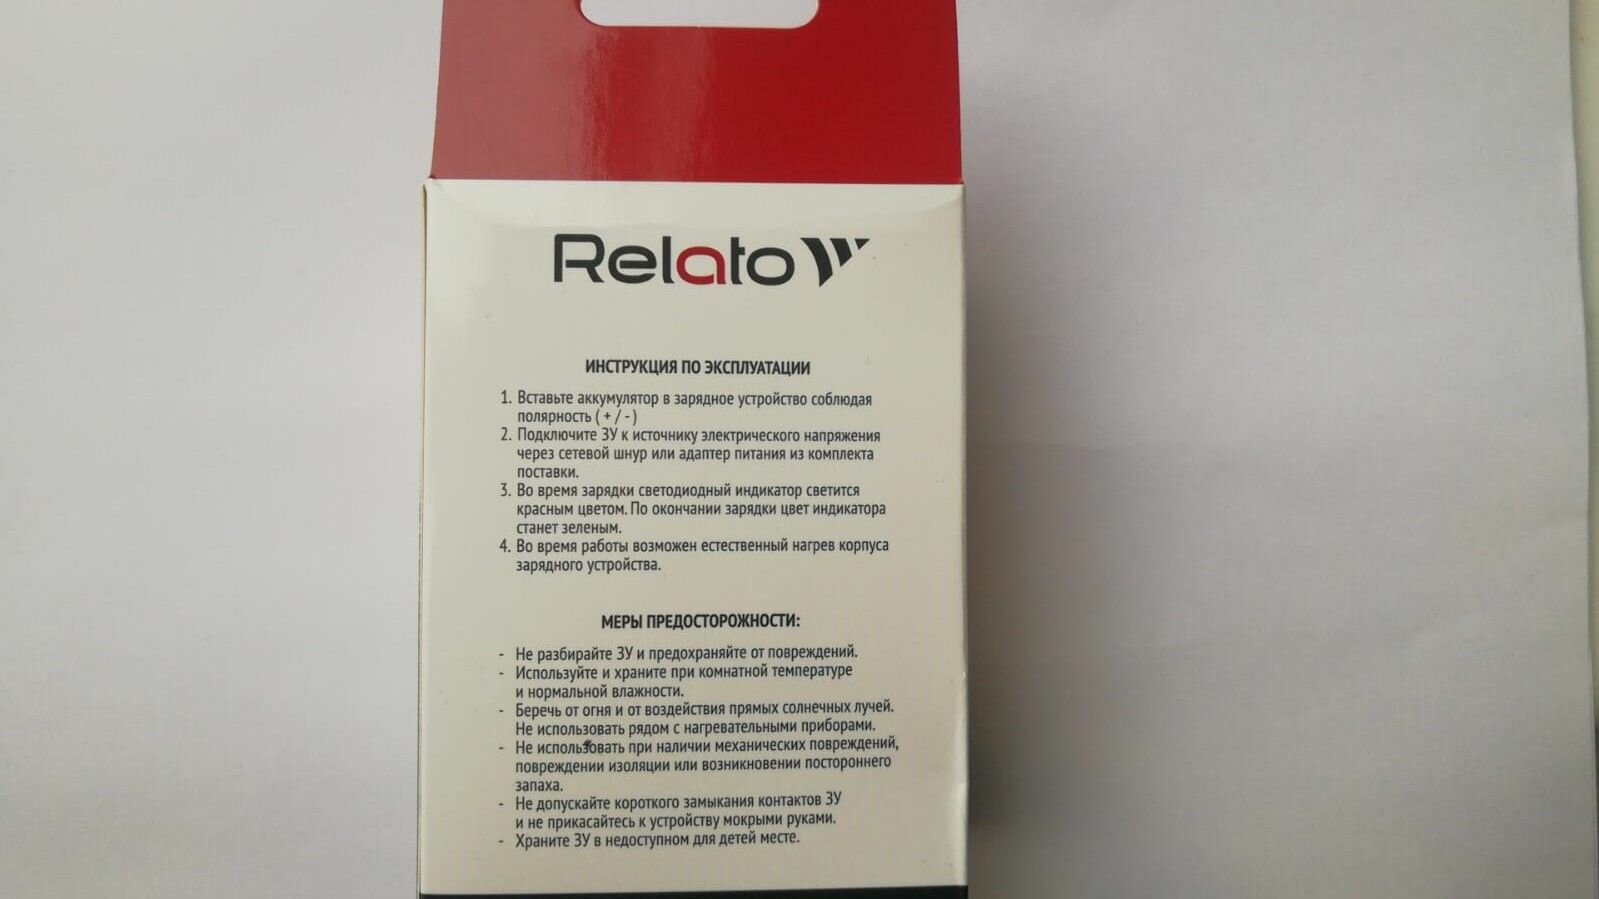 Relato
ИНСТРУКЦИЯ ПО ЭКСПЛУАТАЦИИ
1. Вставьте аккумулятор в зарядное устройство соблюдая
полярность ( + / - )
2. Подключите ЗУ к источнику электрического напряжения
через сетевой шнур или адаптер питания из комплекта
поставки.
3. Во время зарядки светодиодный индикатор светится
красным цветом. По окончании зарядки цвет индикатора
станет зеленым.
4. Во время работы возможен естественный нагрев корпуса
зарядного устройства.
МЕРЫ ПРЕДОСТОРОЖНОСТИ:
- Не разбирайте ЗУ и предохраняйте от повреждений.
- Используйте и храните при комнатной температуре
и нормальной влажности.
- Беречь от огня и от воздействия прямых солнечных лучей.
Не использовать рядом с нагревательными приборами.
- Не использовать при наличии механических повреждений,
повреждении изоляции или возникновении постороннего
запаха.
- Не допускайте короткого замыкания контактов ЗУ
и не прикасайтесь к устройству мокрыми руками.
- Храните ЗУ в недоступном для детей месте.